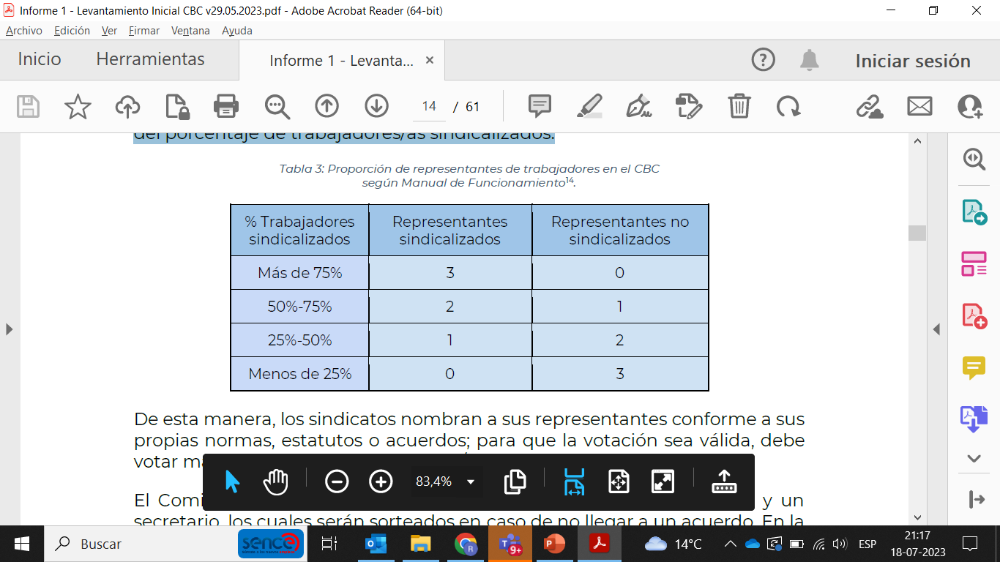 Informe 1 - Levantamiento Inicial CBC v29.05.2023.pdf - Adobe Acrobat Reader (64-bit)
Archivo Edición Ver Firmar Ventana Ayuda
Inicio Herramientas Informe 1 - Levanta... × ? Iniciar sesión
14 / 61
del porcentaje de trabajadores/as sindicalizados.
Tabla 3: Proporción de representantes de trabajadores en el CBC
según Manual de Funcionamiento14.
% Trabajadores sindicalizados Representantes sindicalizados Representantes no sindicalizados
Más de 75% 3 0
50%-75% 2 1
25%-50% 1 2
Menos de 25% 0 3
De esta manera, los sindicatos nombran a sus representantes conforme a sus
propias normas, estatutos o acuerdos; para que la votación sea válida, debe
votar
83,4%
El y un
secretario, los cuales serán sorteados en caso de no llegar a un acuerdo. En la
Buscar sence 9+ 14°C ESP 21:17
18-07-2023